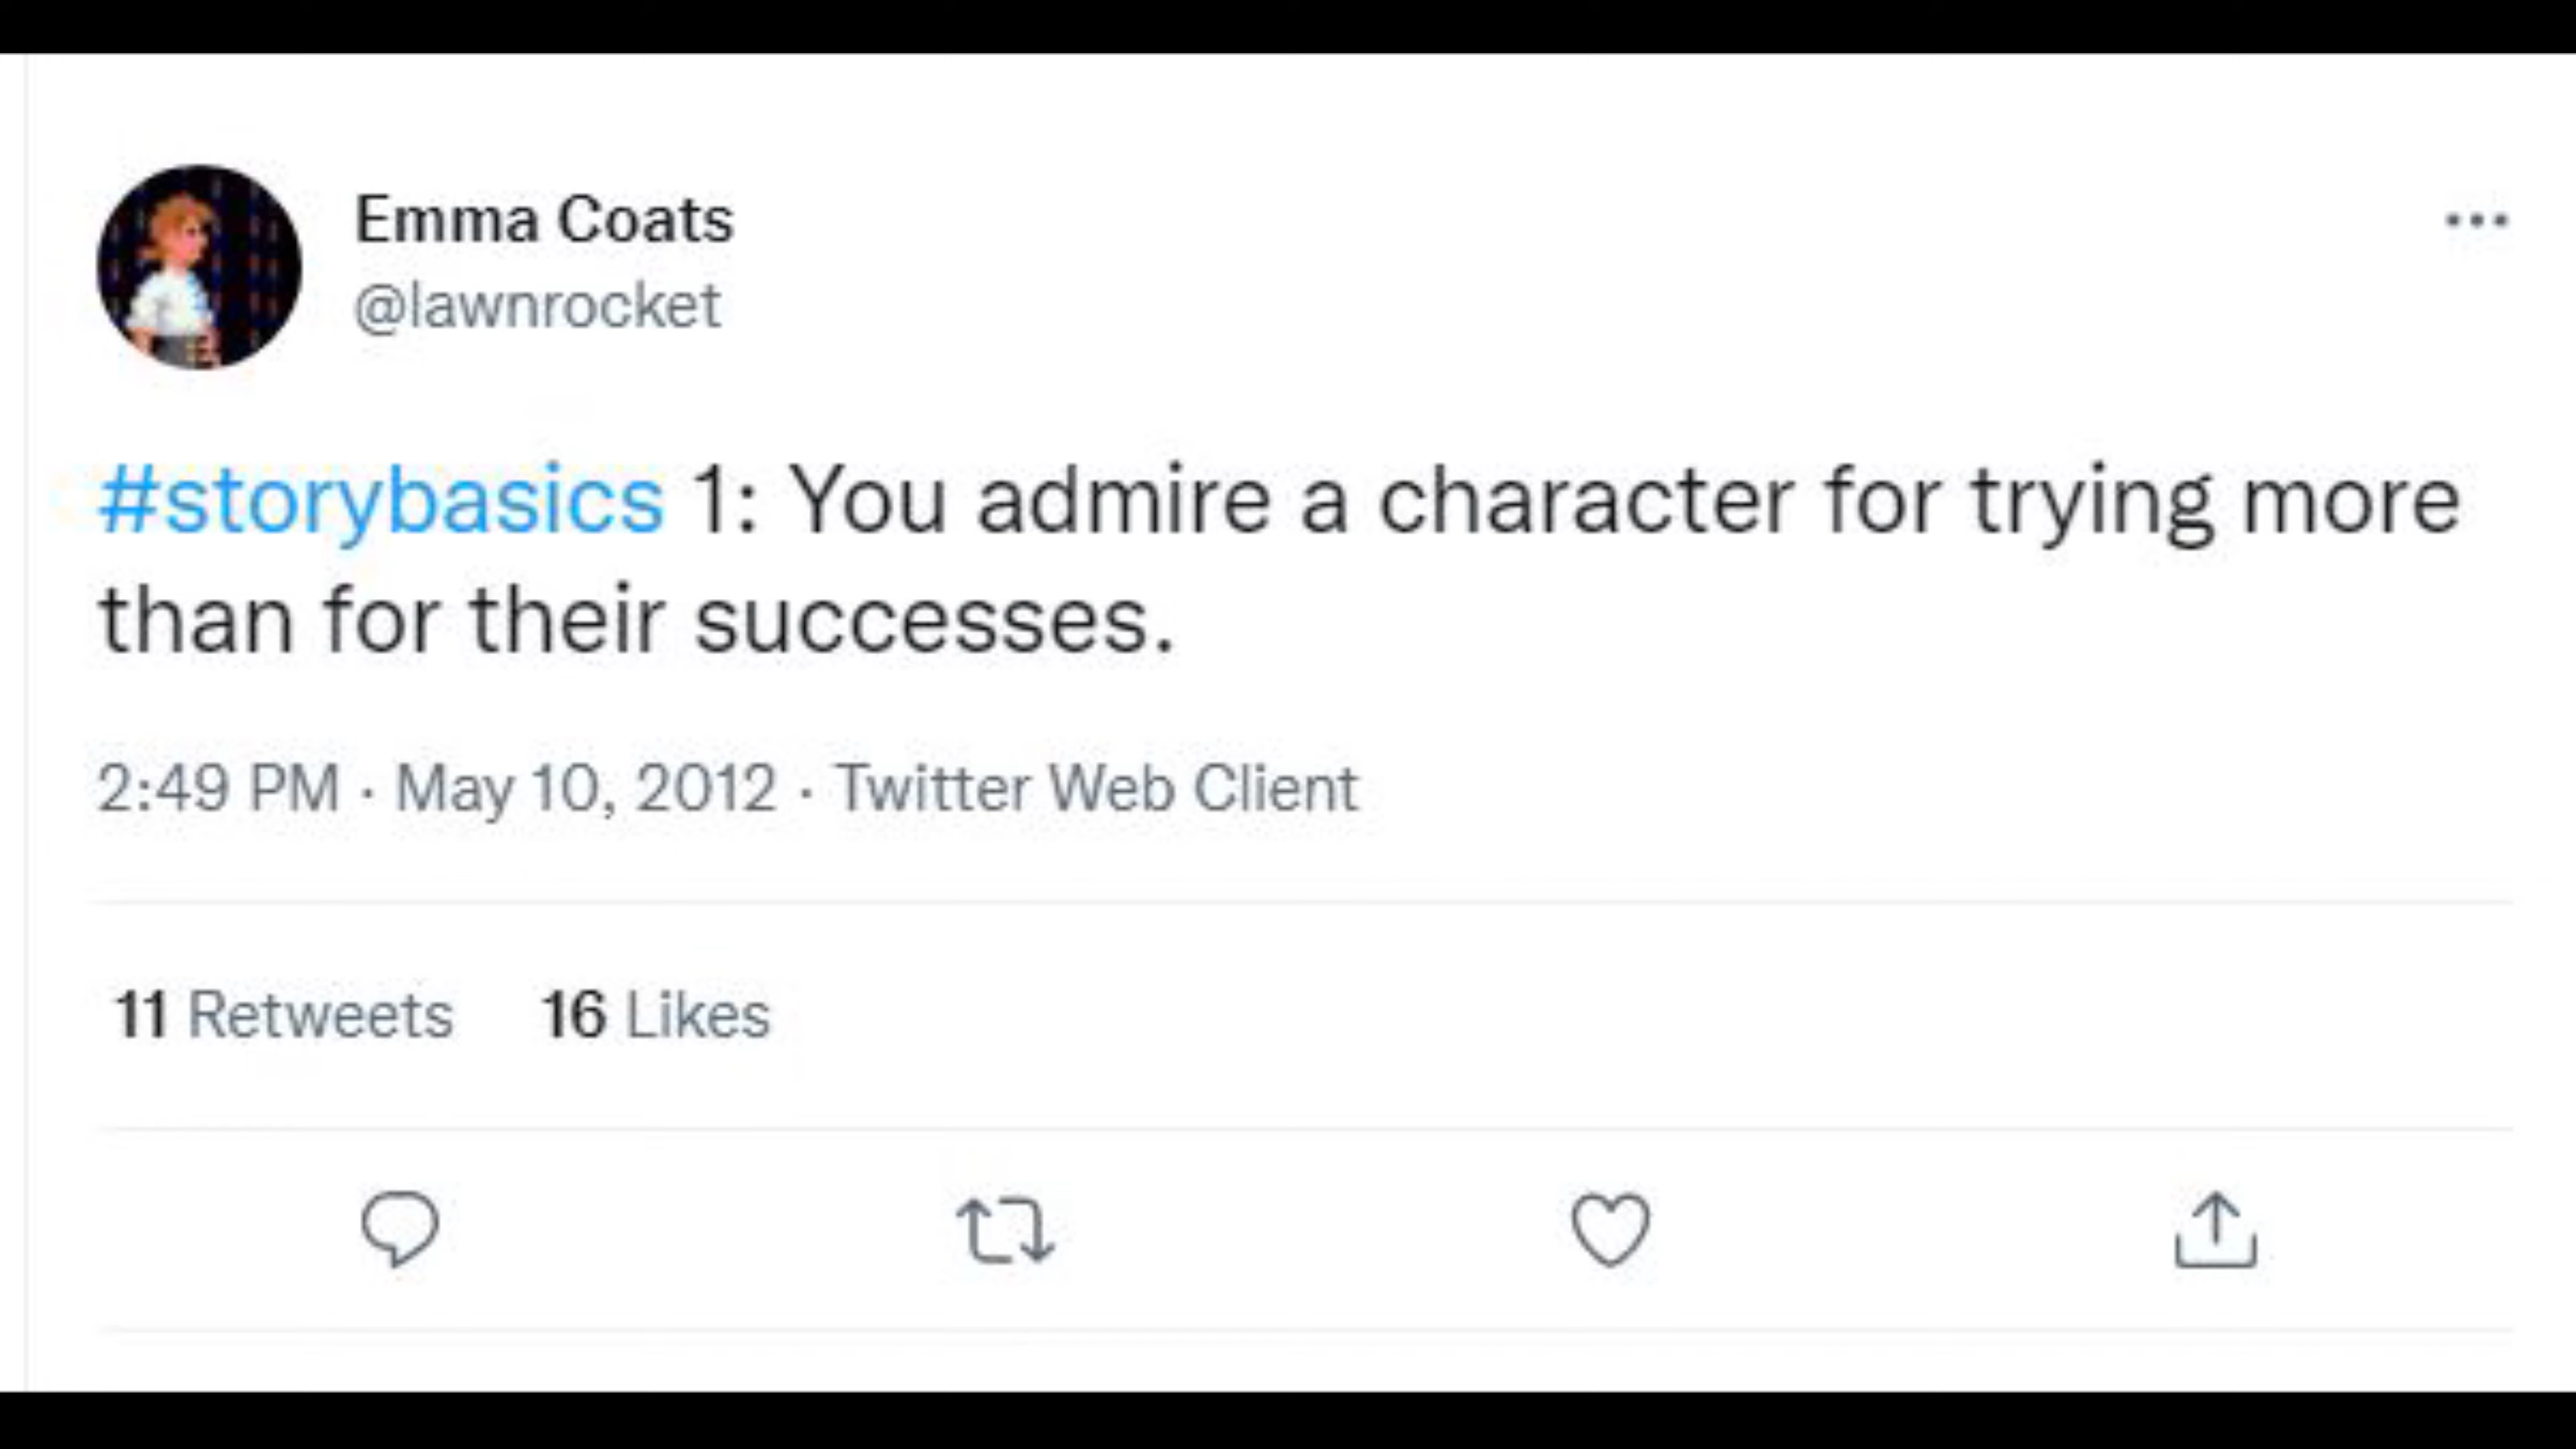 Emma Coats
@lawnrocket
#storybasics 1: You admire a character for trying more
than for their successes.
2:49 PM · May 10, 2012 · Twitter Web Client
11 Retweets 16 Likes